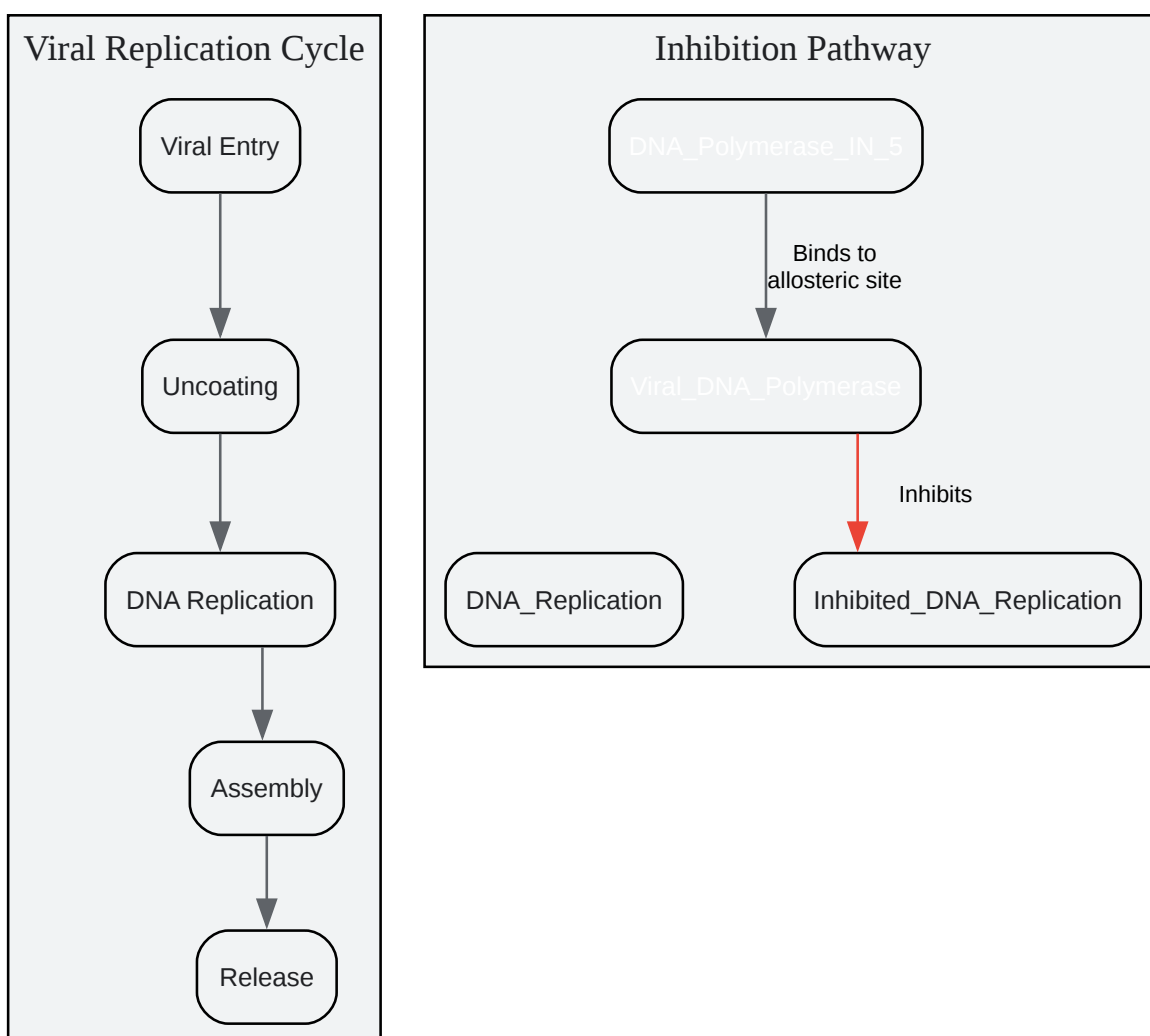 Viral Replication Cycle
Viral Entry
Uncoating
DNA Replication
Assembly
Release
Inhibition Pathway
DNA_Polymerase_IN_5
Binds to
allosteric site
Viral_DNA_Polymerase
Inhibits
DNA_Replication
Inhibited_DNA_Replication